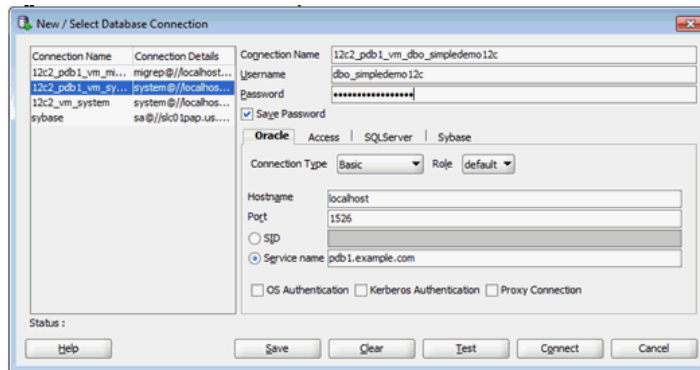 New / Select Database Connection
Connection Name Connection Details
12c2_pdb1_vm_mi... migrep@//localhost...
12c2_pdb1_vm_sy... system@//localhos...
12c2_vm_system system@//localhos...
sybase sa@//slc01pap.us....
Connection Name 12c2_pdb1_vm_dbo_simpledemo12c
Username dbo_simpledemo12c
Password •••••••••••••••••
Save Password
Oracle Access SQLServer Sybase
Connection Type Basic Role default
Hostname localhost
Port 1526
SID
Service name pdb1.example.com
OS Authentication Kerberos Authentication Proxy Connection
Status :
Help Save Clear Test Connect Cancel